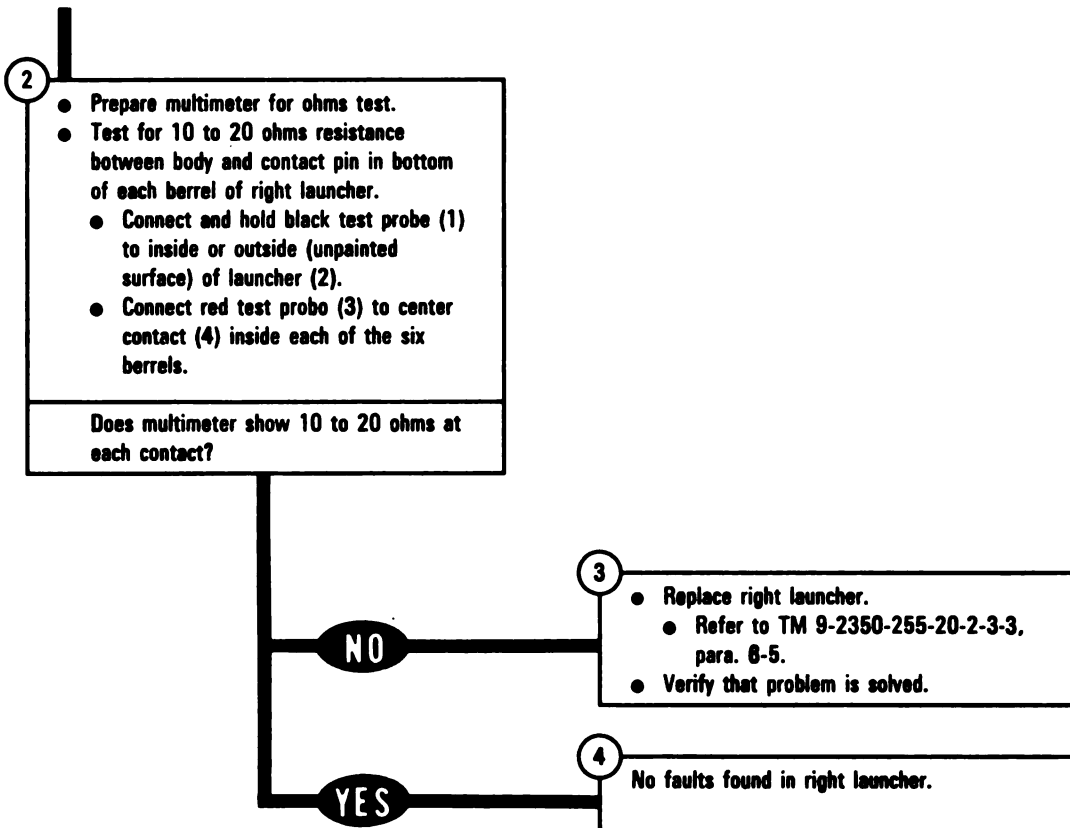 2
● Prepare multimeter for ohms test.
● Test for 10 to 20 ohms resistance
between body and contact pin in bottom
of each berrel of right launcher.
● Connect and hold black test probe (1)
to inside or outside (unpainted
surface) of launcher (2).
● Connect red test probo (3) to center
contact (4) inside each of the six
berrels.
Does multimeter show 10 to 20 ohms at
each contact?
NO
3
● Replace right launcher.
● Refer to TM 9-2350-255-20-2-3-3,
para. 6-5.
● Verify that problem is solved.
YES
4
No faults found in right launcher.